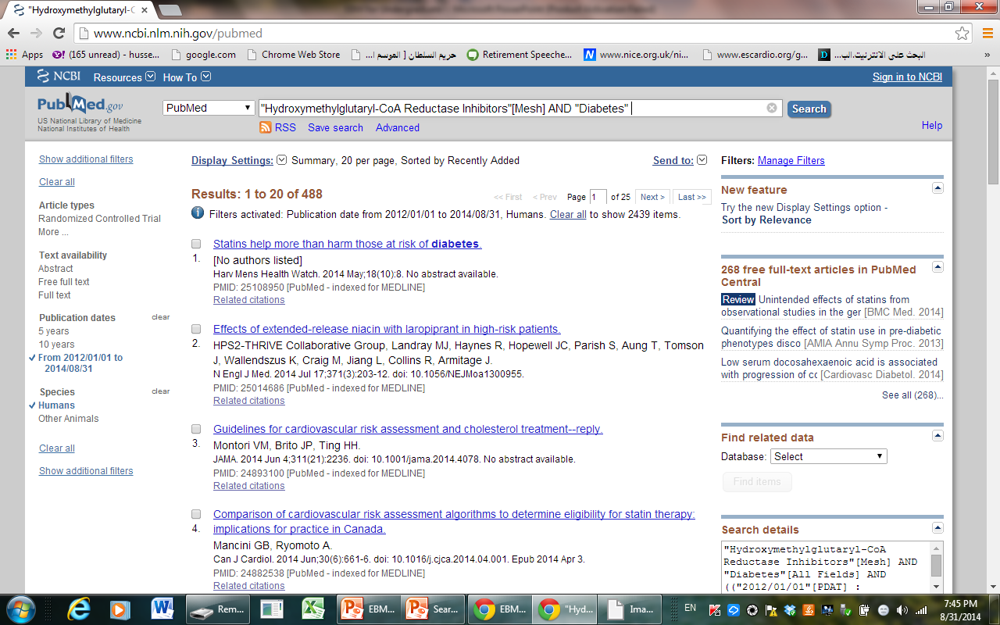 "Hydroxymethylglutaryl-C
www.ncbi.nlm.nih.gov/pubmed
Apps (165 unread) - husse... google.com Chrome Web Store حريم السلطان [ الموسم ا... Retirement Speeche... www.nice.org.uk/ni... www.escardio.org/g... البحث على الانترنيت,الب... »
NCBI Resources How To Sign in to NCBI
PubMed.gov
US National Library of Medicine
National Institutes of Health
PubMed "Hydroxymethylglutaryl-CoA Reductase Inhibitors"[Mesh] AND "Diabetes" Search
RSS Save search Advanced Help
Show additional filters
Clear all
Article types
Randomized Controlled Trial
More ...
Text availability
Abstract
Free full text
Full text
Publication dates clear
5 years
10 years
From 2012/01/01 to
2014/08/31
Species clear
Humans
Other Animals
Clear all
Show additional filters
Display Settings: Summary, 20 per page, Sorted by Recently Added Send to:
Results: 1 to 20 of 488
<< First < Prev Page 1 of 25 Next > Last >>
Filters activated: Publication date from 2012/01/01 to 2014/08/31, Humans. Clear all to show 2439 items.
Statins help more than harm those at risk of diabetes.
1. [No authors listed]
Harv Mens Health Watch. 2014 May;18(10):8. No abstract available.
PMID: 25108950 [PubMed - indexed for MEDLINE]
Related citations
Effects of extended-release niacin with laropiprant in high-risk patients.
2. HPS2-THRIVE Collaborative Group, Landray MJ, Haynes R, Hopewell JC, Parish S, Aung T, Tomson
J, Wallendszus K, Craig M, Jiang L, Collins R, Armitage J.
N Engl J Med. 2014 Jul 17;371(3):203-12. doi: 10.1056/NEJMoa1300955.
PMID: 25014686 [PubMed - indexed for MEDLINE]
Related citations
Guidelines for cardiovascular risk assessment and cholesterol treatment--reply.
3. Montori VM, Brito JP, Ting HH.
JAMA. 2014 Jun 4;311(21):2236. doi: 10.1001/jama.2014.4078. No abstract available.
PMID: 24893100 [PubMed - indexed for MEDLINE]
Related citations
Comparison of cardiovascular risk assessment algorithms to determine eligibility for statin therapy:
4. implications for practice in Canada.
Mancini GB, Ryomoto A.
Can J Cardiol. 2014 Jun;30(6):661-6. doi: 10.1016/j.cjca.2014.04.001. Epub 2014 Apr 3.
PMID: 24882538 [PubMed - indexed for MEDLINE]
Related citations
Filters: Manage Filters
New feature
Try the new Display Settings option -
Sort by Relevance
268 free full-text articles in PubMed
Central
Review Unintended effects of statins from
observational studies in the ger [BMC Med. 2014]
Quantifying the effect of statin use in pre-diabetic
phenotypes disco [AMIA Annu Symp Proc. 2013]
Low serum docosahexaenoic acid is associated
with progression of cc [Cardiovasc Diabetol. 2014]
See all (268)...
Find related data
Database: Select
Find items
Search details
"Hydroxymethylglutaryl-CoA
Reductase Inhibitors"[Mesh] AND
"Diabetes"[All Fields] AND
(("2012/01/01"[PDAT] :
Rem... EBM... Sear... EBM... "Hyd... Ima... EN 7:45 PM
8/31/2014